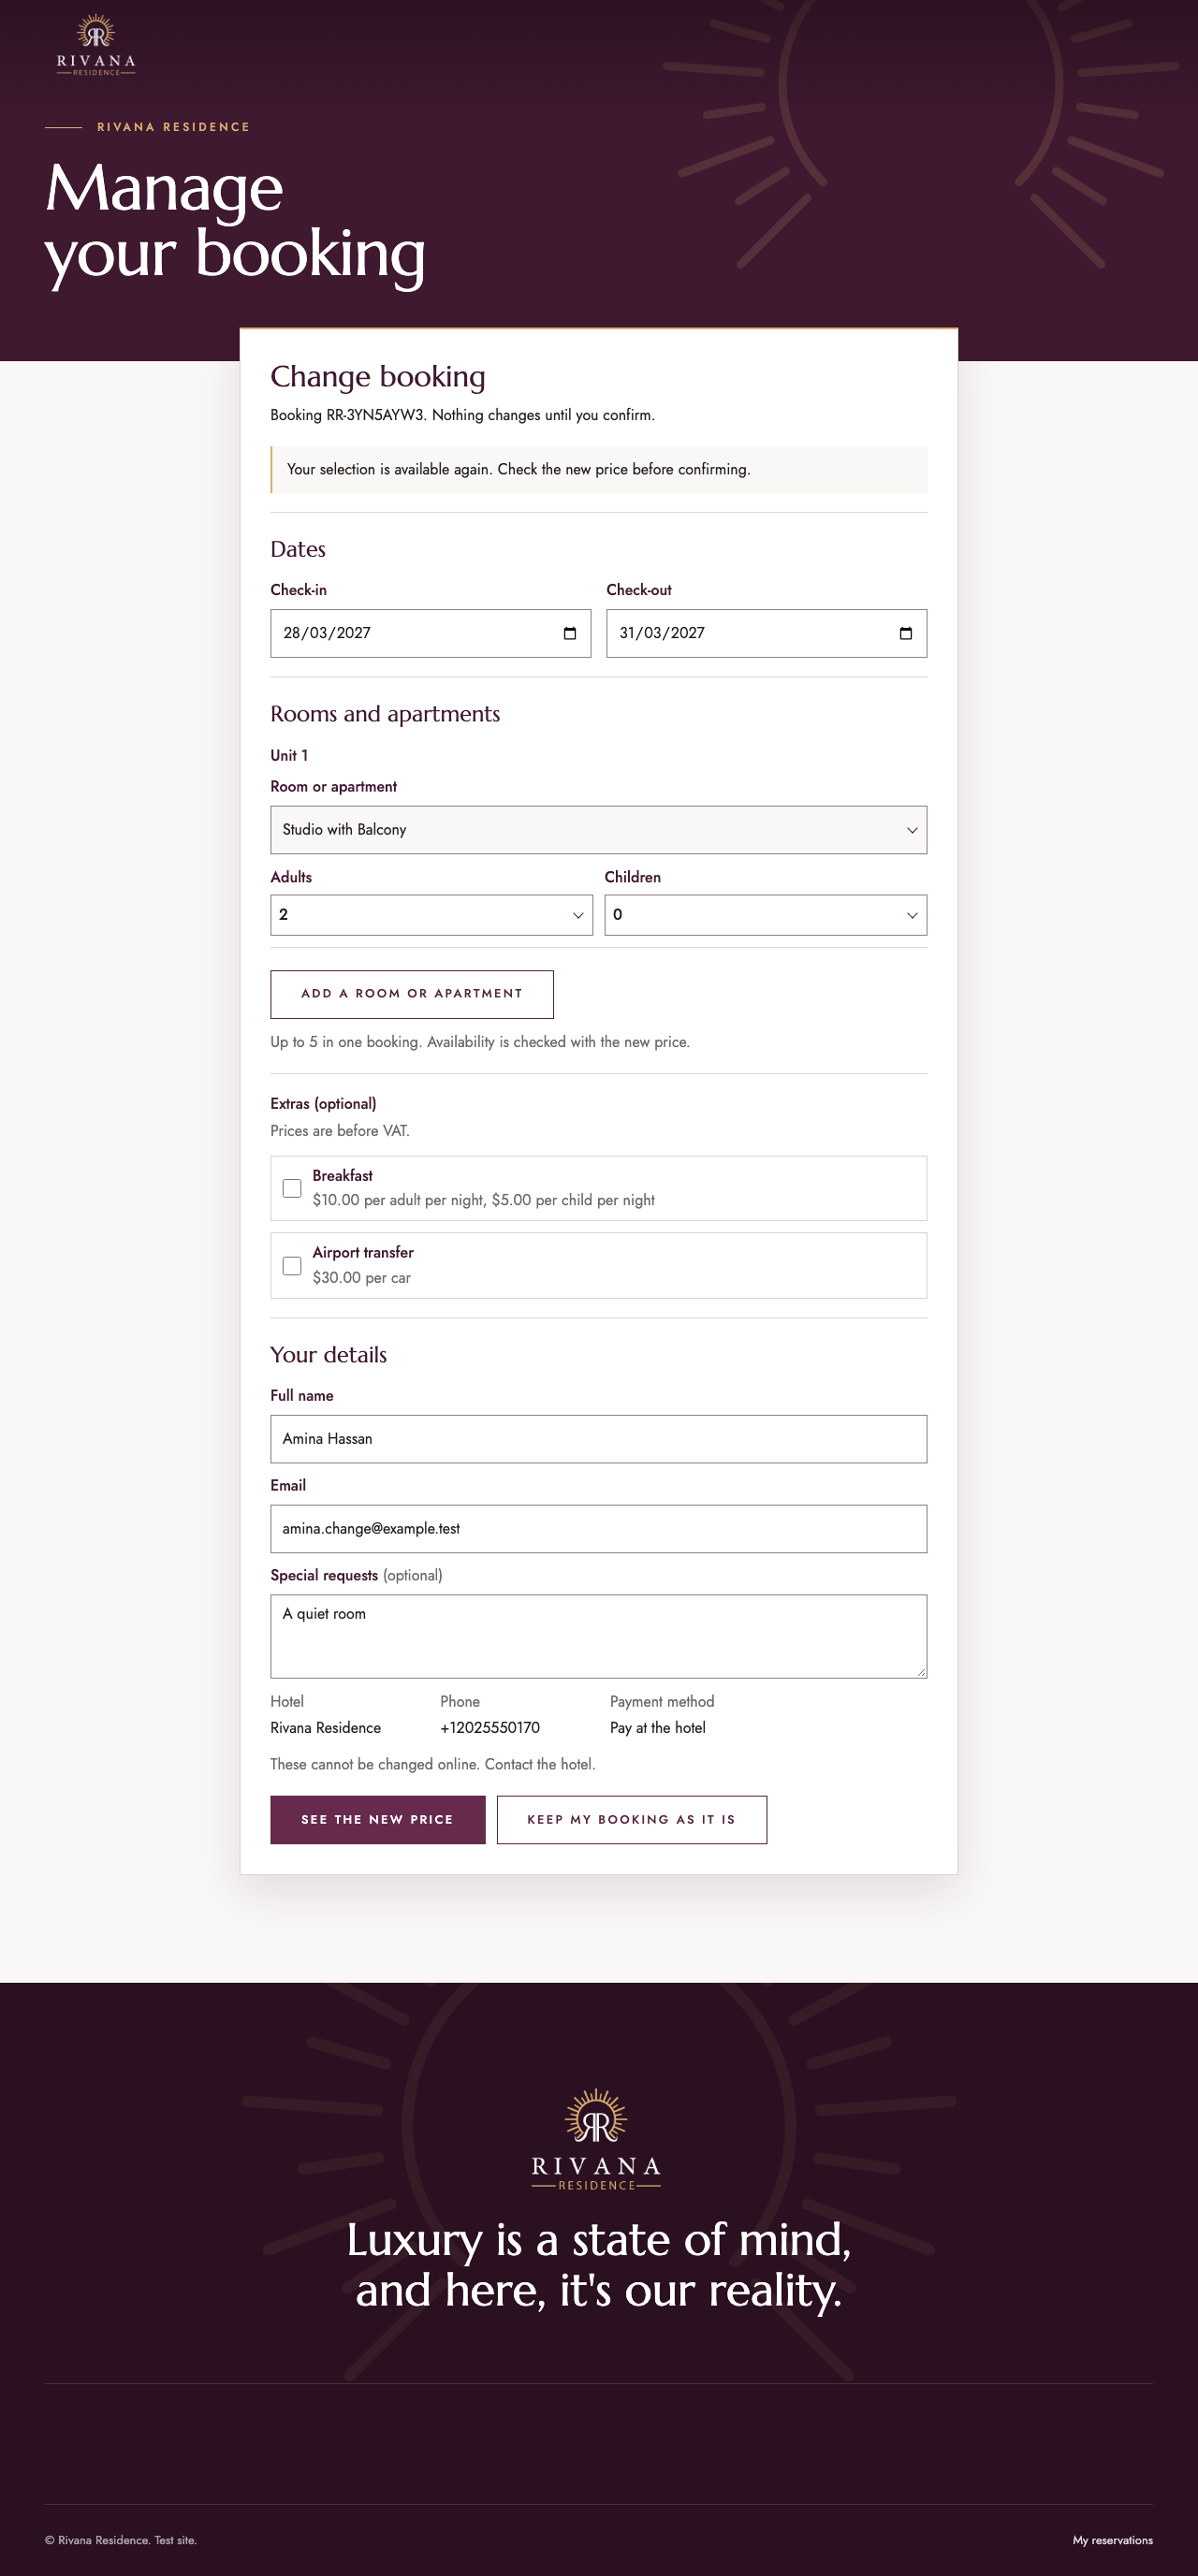 RIVANA
RESIDENCE
RIVANA RESIDENCE
Manage
your booking
Change booking
Booking RR-3YN5AYW3. Nothing changes until you confirm.
Your selection is available again. Check the new price before confirming.
Dates
Check-in Check-out
28/03/2027 31/03/2027
Rooms and apartments
Unit 1
Room or apartment
Studio with Balcony
Adults Children
2 0
ADD A ROOM OR APARTMENT
Up to 5 in one booking. Availability is checked with the new price.
Extras (optional)
Prices are before VAT.
Breakfast
$10.00 per adult per night, $5.00 per child per night
Airport transfer
$30.00 per car
Your details
Full name
Amina Hassan
Email
amina.change@example.test
Special requests (optional)
A quiet room
Hotel Phone Payment method
Rivana Residence +12025550170 Pay at the hotel
These cannot be changed online. Contact the hotel.
SEE THE NEW PRICE KEEP MY BOOKING AS IT IS
RIVANA
RESIDENCE
Luxury is a state of mind,
and here, it's our reality.
© Rivana Residence. Test site. My reservations